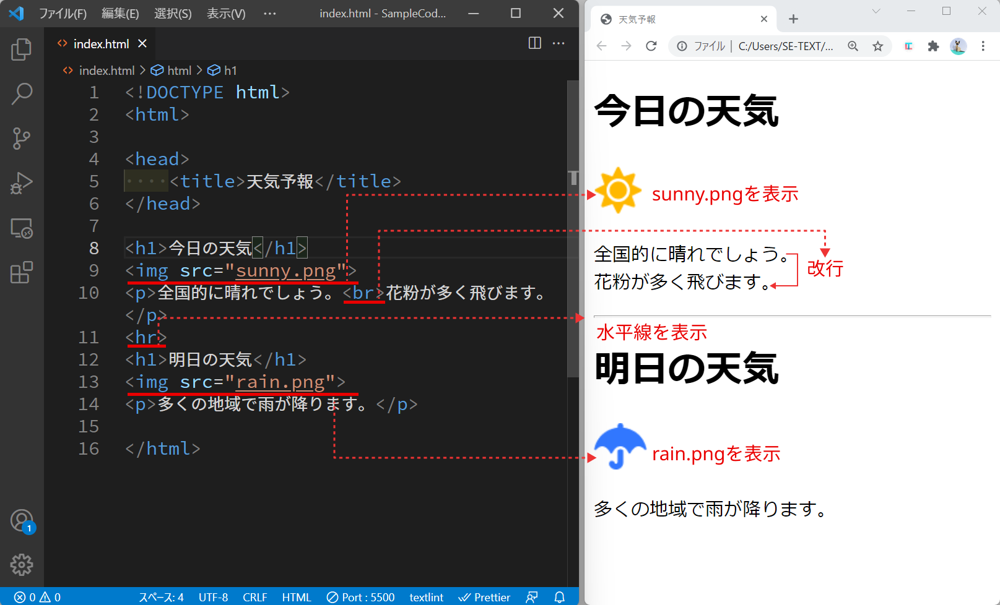 ファイル(F) 編集(E) 選択(S) 表示(V) ··· index.html - SampleCod...
index.html
index.html > html > h1
1 <!DOCTYPE html>
2 <html>
3
4 <head>
5 ····<title>天気予報</title>
6 </head>
7
8 <h1>今日の天気</h1>
9 <img src="sunny.png">
10 <p>全国的に晴れでしょう。<br>花粉が多く飛びます。
</p>
11 <hr>
12 <h1>明日の天気</h1>
13 <img src="rain.png">
14 <p>多くの地域で雨が降ります。</p>
15
16 </html>
1
0 0 スペース: 4 UTF-8 CRLF HTML Port : 5500 textlint Prettier
天気予報
ファイル | C:/Users/SE-TEXT/...
今日の天気
sunny.pngを表示
全国的に晴れでしょう。
改行
花粉が多く飛びます。
水平線を表示
明日の天気
rain.pngを表示
多くの地域で雨が降ります。